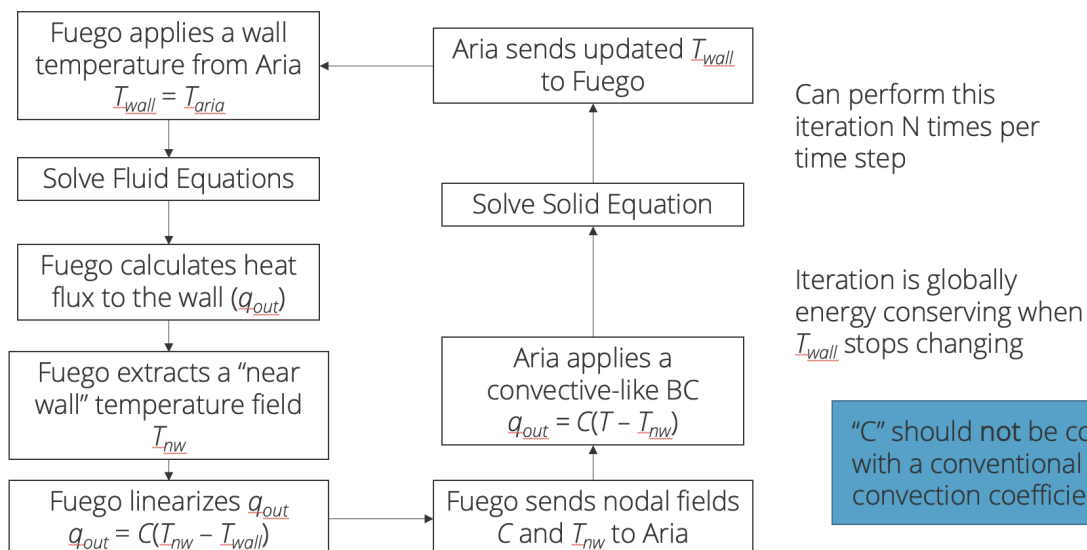 Fuego applies a wall
temperature from Aria
T_wall = T_aria
Solve Fluid Equations
Fuego calculates heat
flux to the wall (q_out)
Fuego extracts a “near
wall” temperature field
T_nw
Fuego linearizes q_out
q_out = C(T_nw – T_wall)
Fuego sends nodal fields
C and T_nw to Aria
Aria applies a
convective-like BC
q_out = C(T – T_nw)
Solve Solid Equation
Aria sends updated T_wall
to Fuego
Can perform this
iteration N times per
time step
Iteration is globally
energy conserving when
T_wall stops changing
“C” should not be
with a conventional
convection